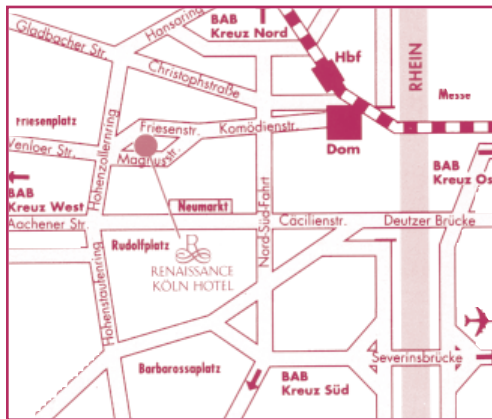 BAB
Kreuz Nord
Hansaring
Gladbacher Str.
Hbf
RHEIN
Christophstraße
Messe
Friesenplatz
Friesenstr.
Komödienstr.
Venloer Str.
Magnusstr.
Dom
Hohenzollernring
BAB
Kreuz West
BAB
Kreuz Os
Neumarkt
Nord-Süd-Fahrt
Aachener Str.
Cäcilienstr.
Deutzer Brücke
Rudolfplatz
R
RENAISSANCE
KÖLN HOTEL
Hohenstaufenring
Severinsbrücke
Barbarossaplatz
BAB
Kreuz Süd